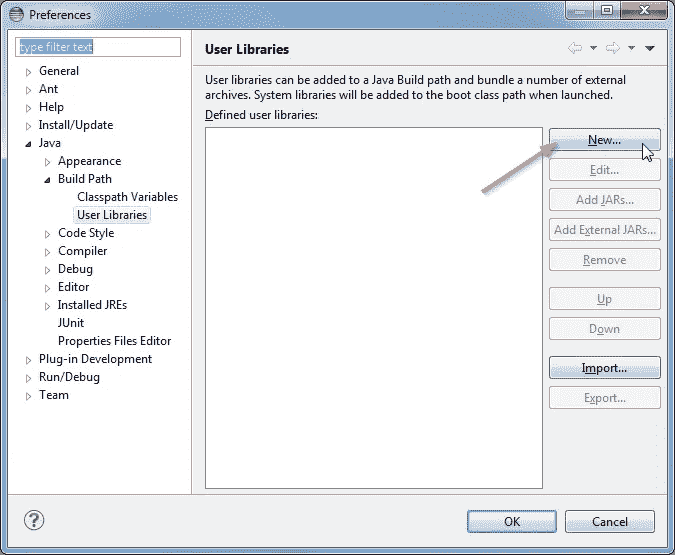 Preferences
type filter text
General
Ant
Help
Install/Update
Java
Appearance
Build Path
Classpath Variables
User Libraries
Code Style
Compiler
Debug
Editor
Installed JREs
JUnit
Properties Files Editor
Plug-in Development
Run/Debug
Team
User Libraries
User libraries can be added to a Java Build path and bundle a number of external
archives. System libraries will be added to the boot class path when launched.
Defined user libraries:
New...
Edit...
Add JARs...
Add External JARs...
Remove
Up
Down
Import...
Export...
?
OK
Cancel